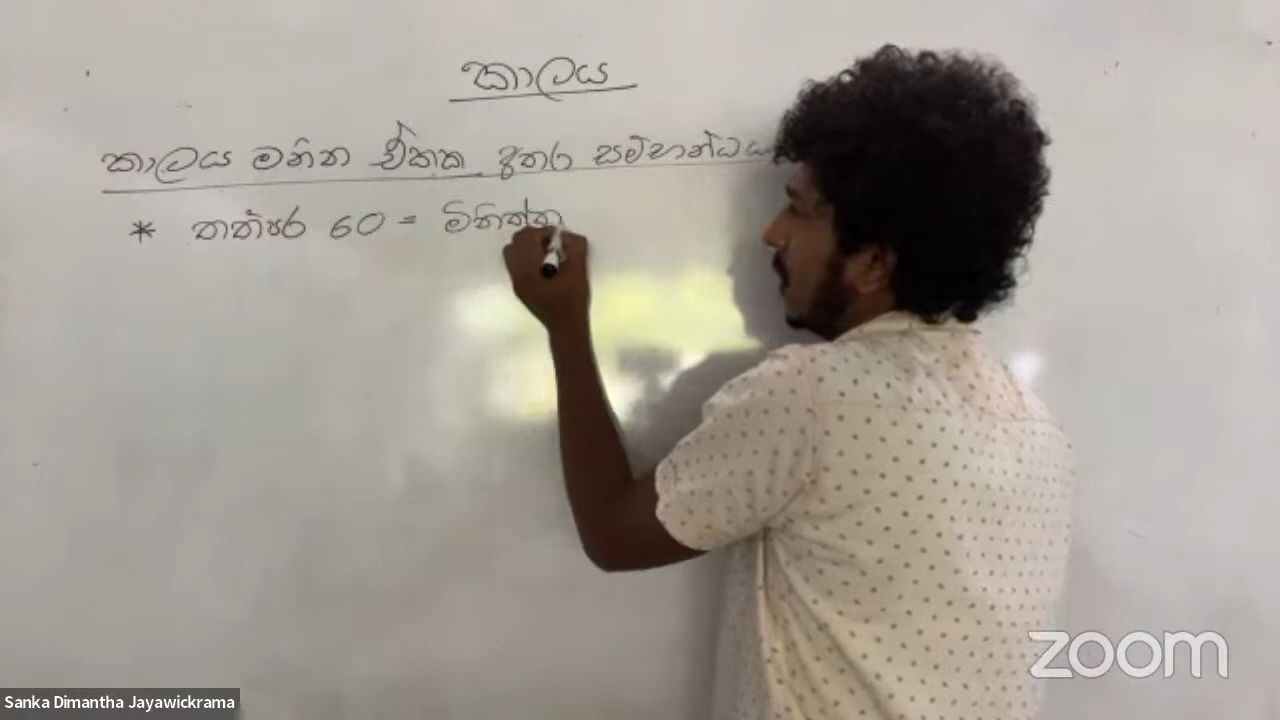 කාලය
කාලය මනින ඒකක අතර සම්බන්ධය
* තත්පර 60 = මිනිත්තු
zoom
Sanka Dimantha Jayawickrama